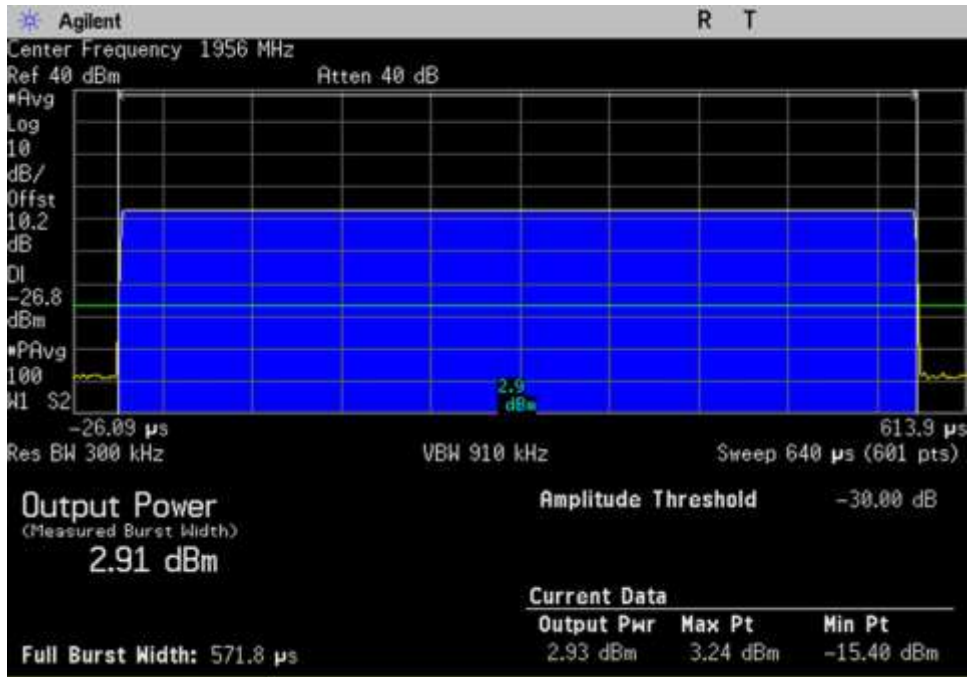 Agilent R T
Center Frequency 1956 MHz
Ref 40 dBm Atten 40 dB
*Avg
Log
10
dB/
Offst
10.2
dB
DI
-26.8
dBm
*PAvg
100
W1 S2
2.9
dBm
-26.09 µs 613.9 µs
Res BW 300 kHz VBW 910 kHz Sweep 640 µs (601 pts)
Output Power
(Measured Burst Width)
2.91 dBm
Amplitude Threshold -30.00 dB
Current Data
Output Pwr Max Pt Min Pt
2.93 dBm 3.24 dBm -15.40 dBm
Full Burst Width: 571.8 µs